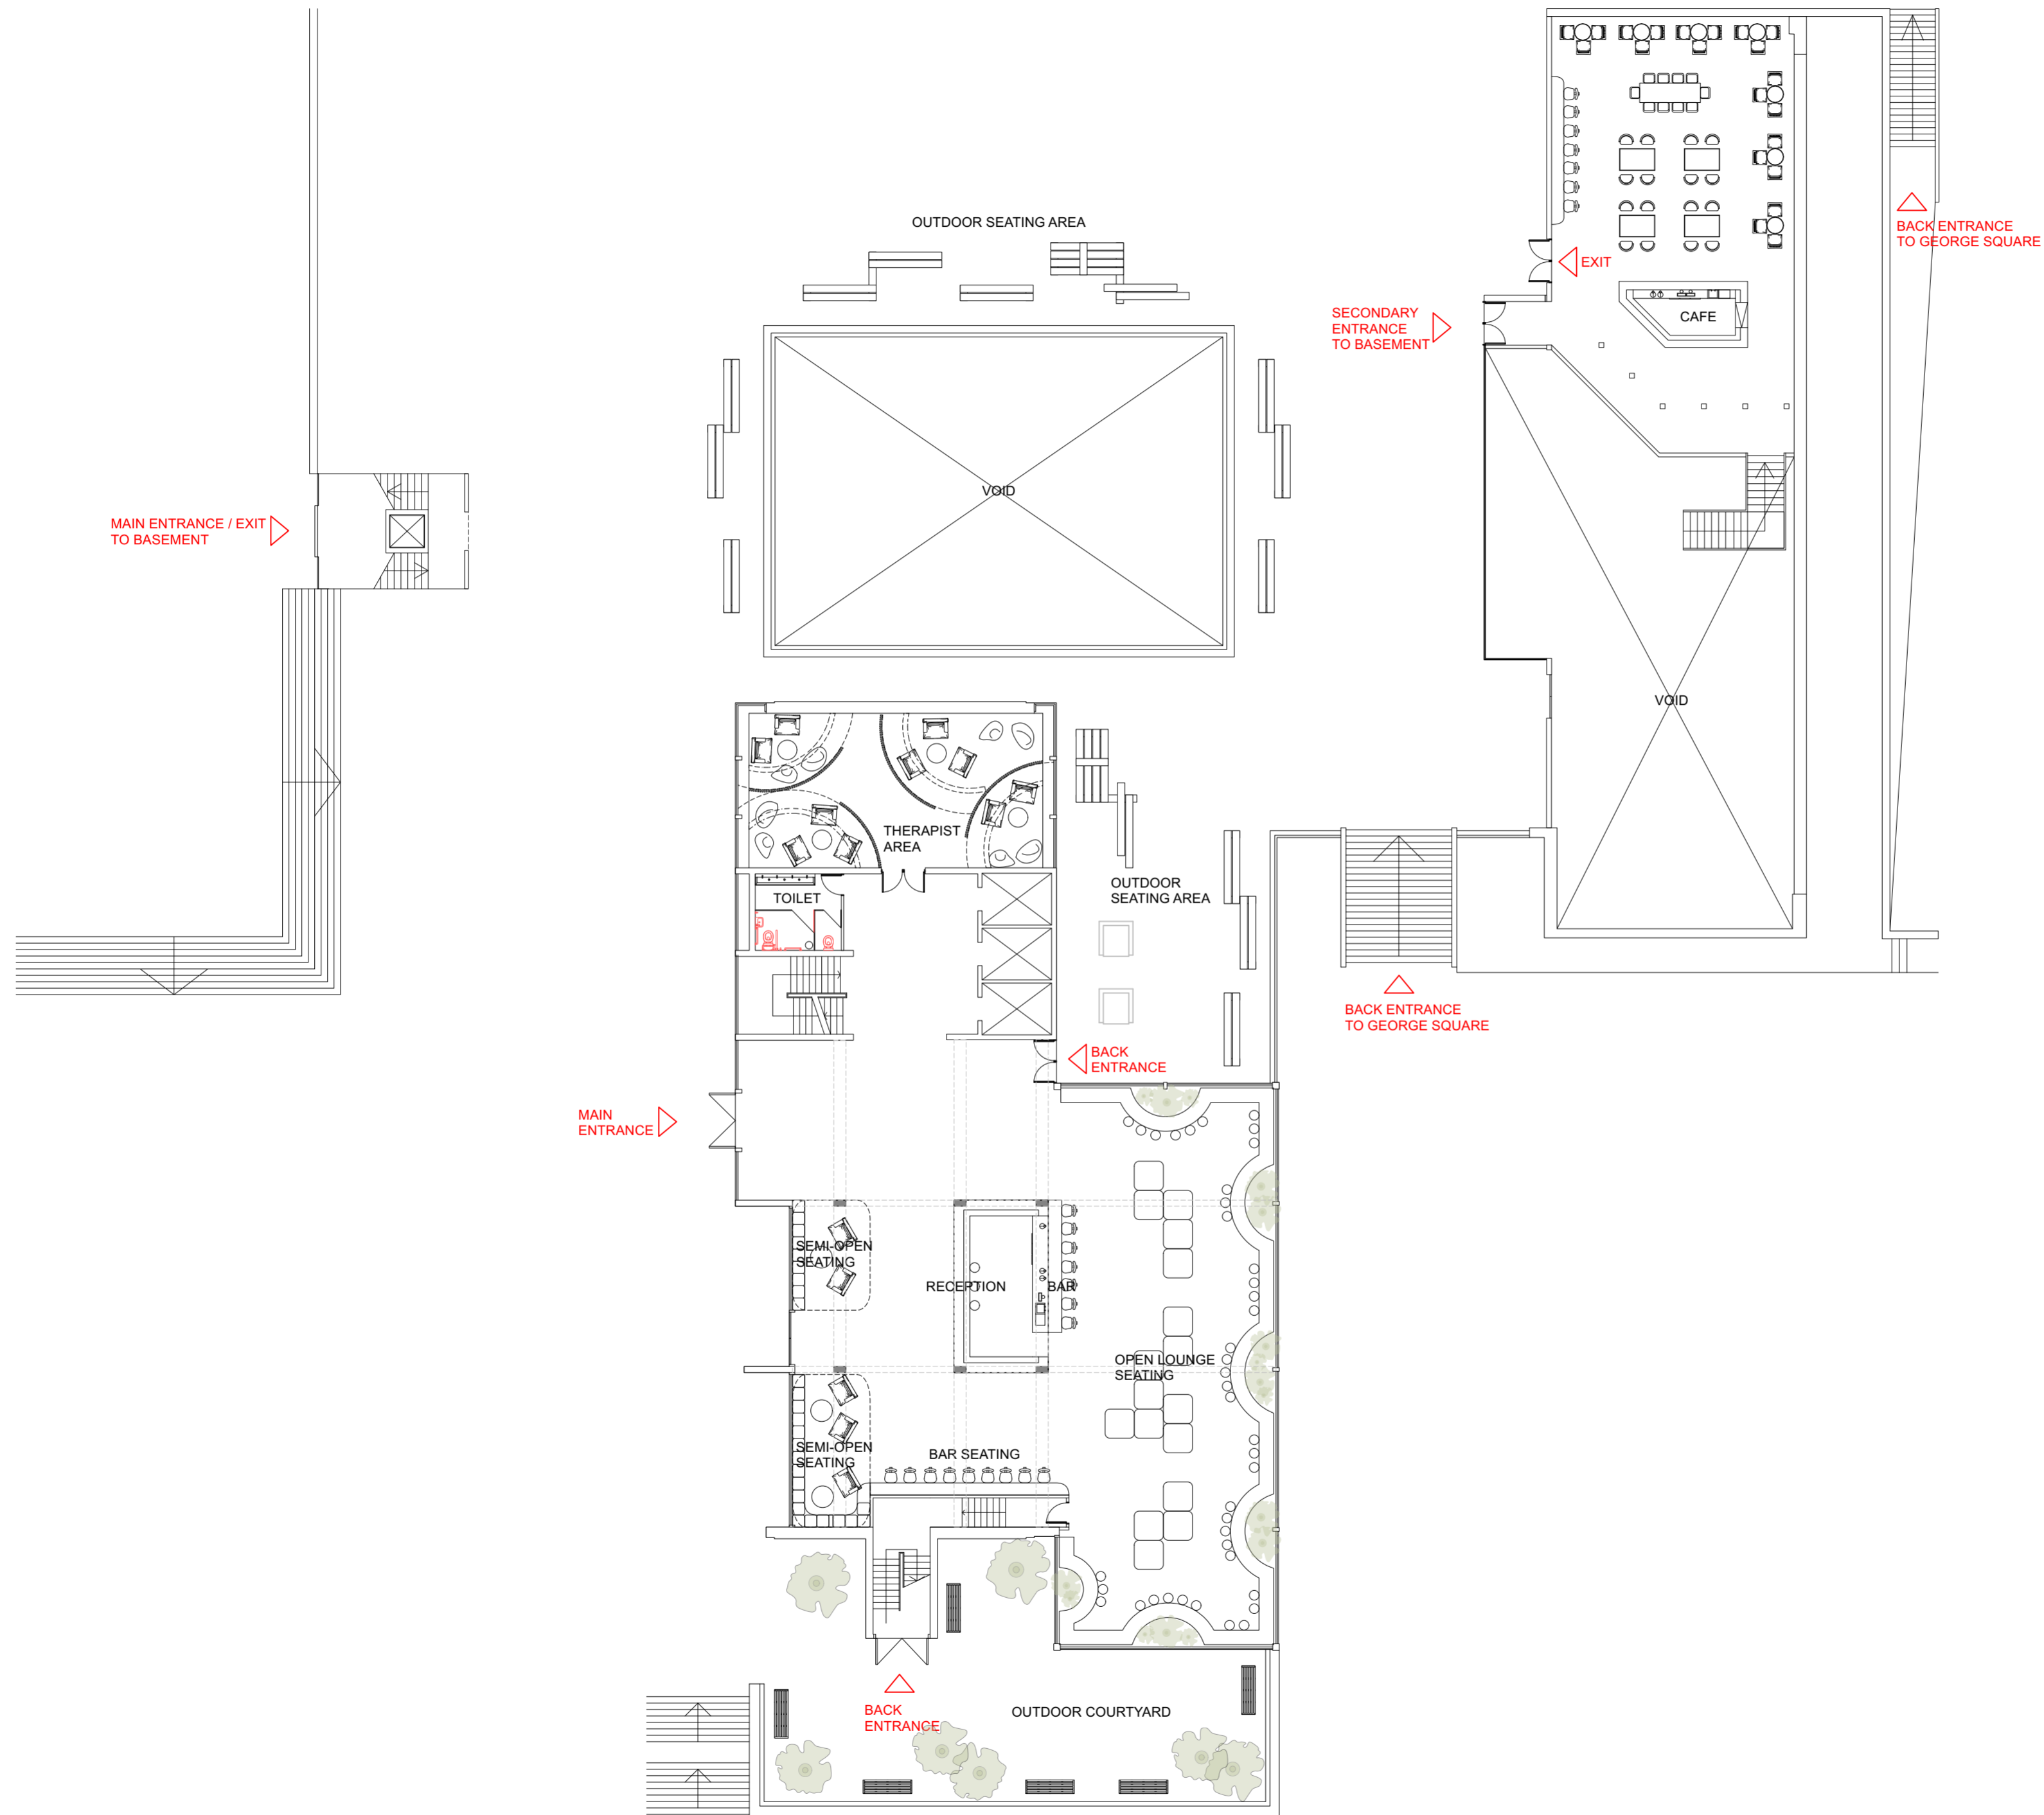 OUTDOOR SEATING AREA
BACK ENTRANCE
TO GEORGE SQUARE
EXIT
SECONDARY
ENTRANCE
TO BASEMENT
CAFE
VOID
MAIN ENTRANCE / EXIT
TO BASEMENT
VOID
THERAPIST
AREA
TOILET
OUTDOOR
SEATING AREA
BACK ENTRANCE
TO GEORGE SQUARE
BACK
ENTRANCE
MAIN
ENTRANCE
SEMI-OPEN
SEATING
RECEPTION
BAR
OPEN LOUNGE
SEATING
SEMI-OPEN
SEATING
BAR SEATING
BACK
ENTRANCE
OUTDOOR COURTYARD